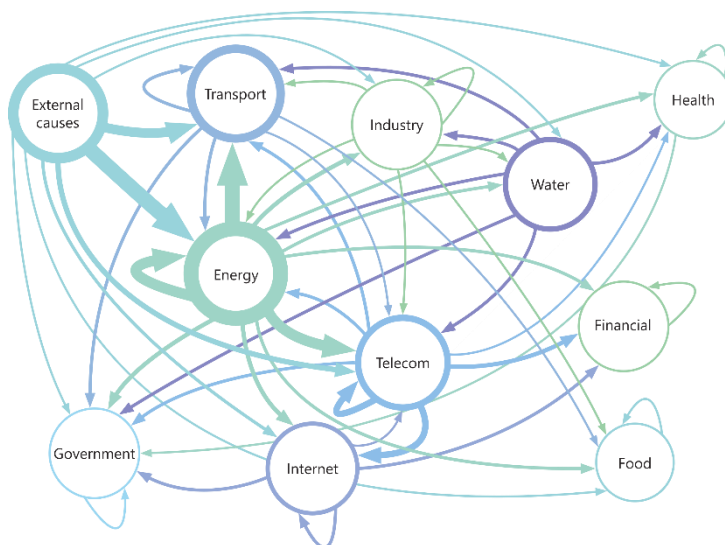 External
causes
Transport
Industry
Health
Water
Energy
Financial
Telecom
Government
Internet
Food